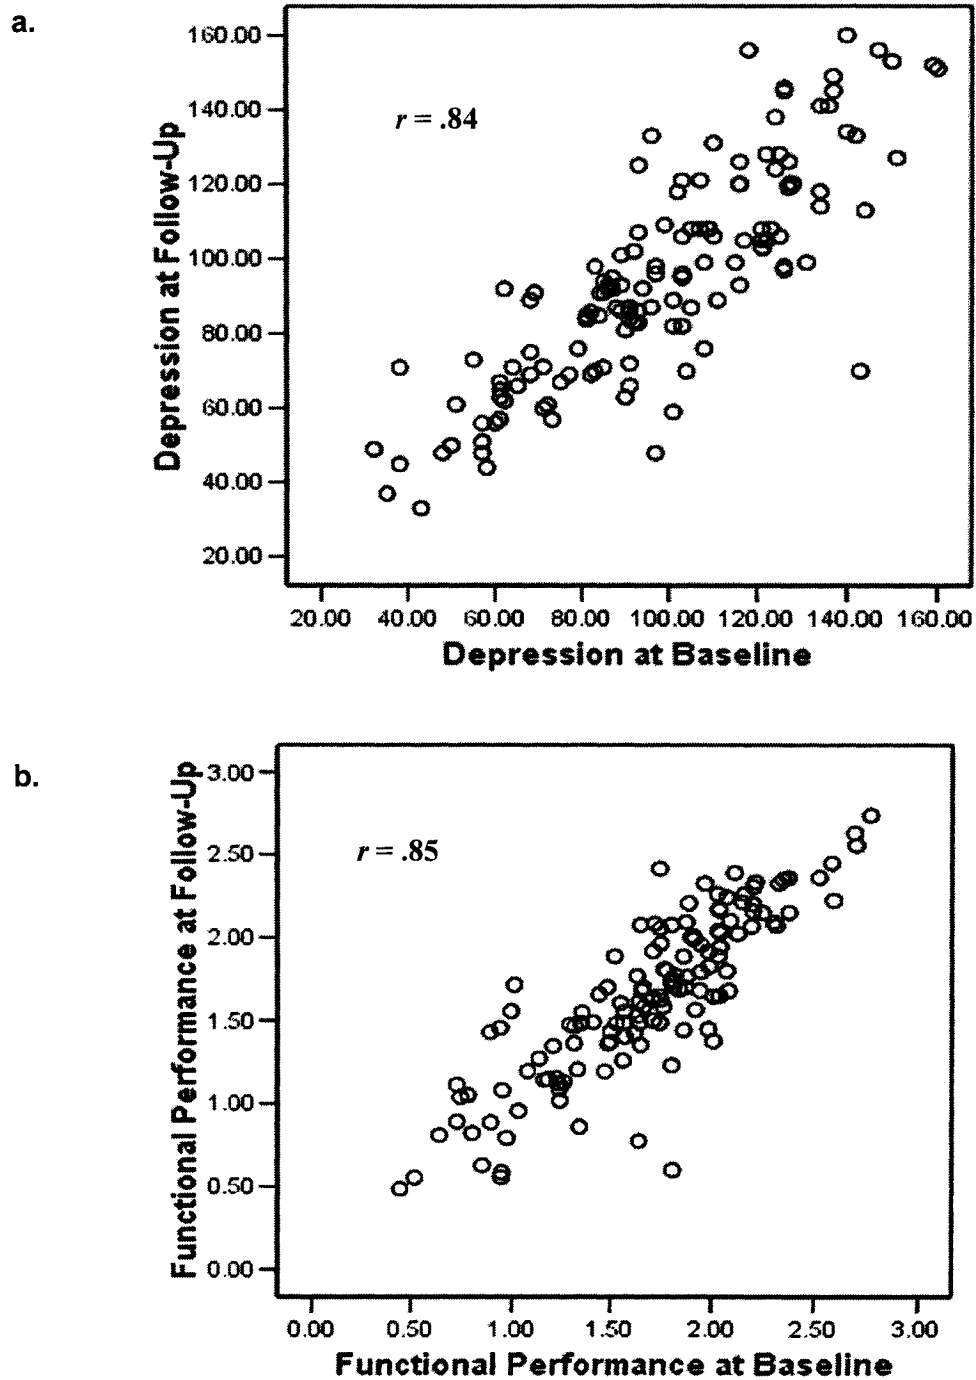 a.
Depression at Follow-Up
160.00
140.00
120.00
100.00
80.00
60.00
40.00
20.00
r = .84
20.00 40.00 60.00 80.00 100.00 120.00 140.00 160.00
Depression at Baseline
b.
Functional Performance at Follow-Up
3.00
2.50
2.00
1.50
1.00
0.50
0.00
r = .85
0.00 0.50 1.00 1.50 2.00 2.50 3.00
Functional Performance at Baseline